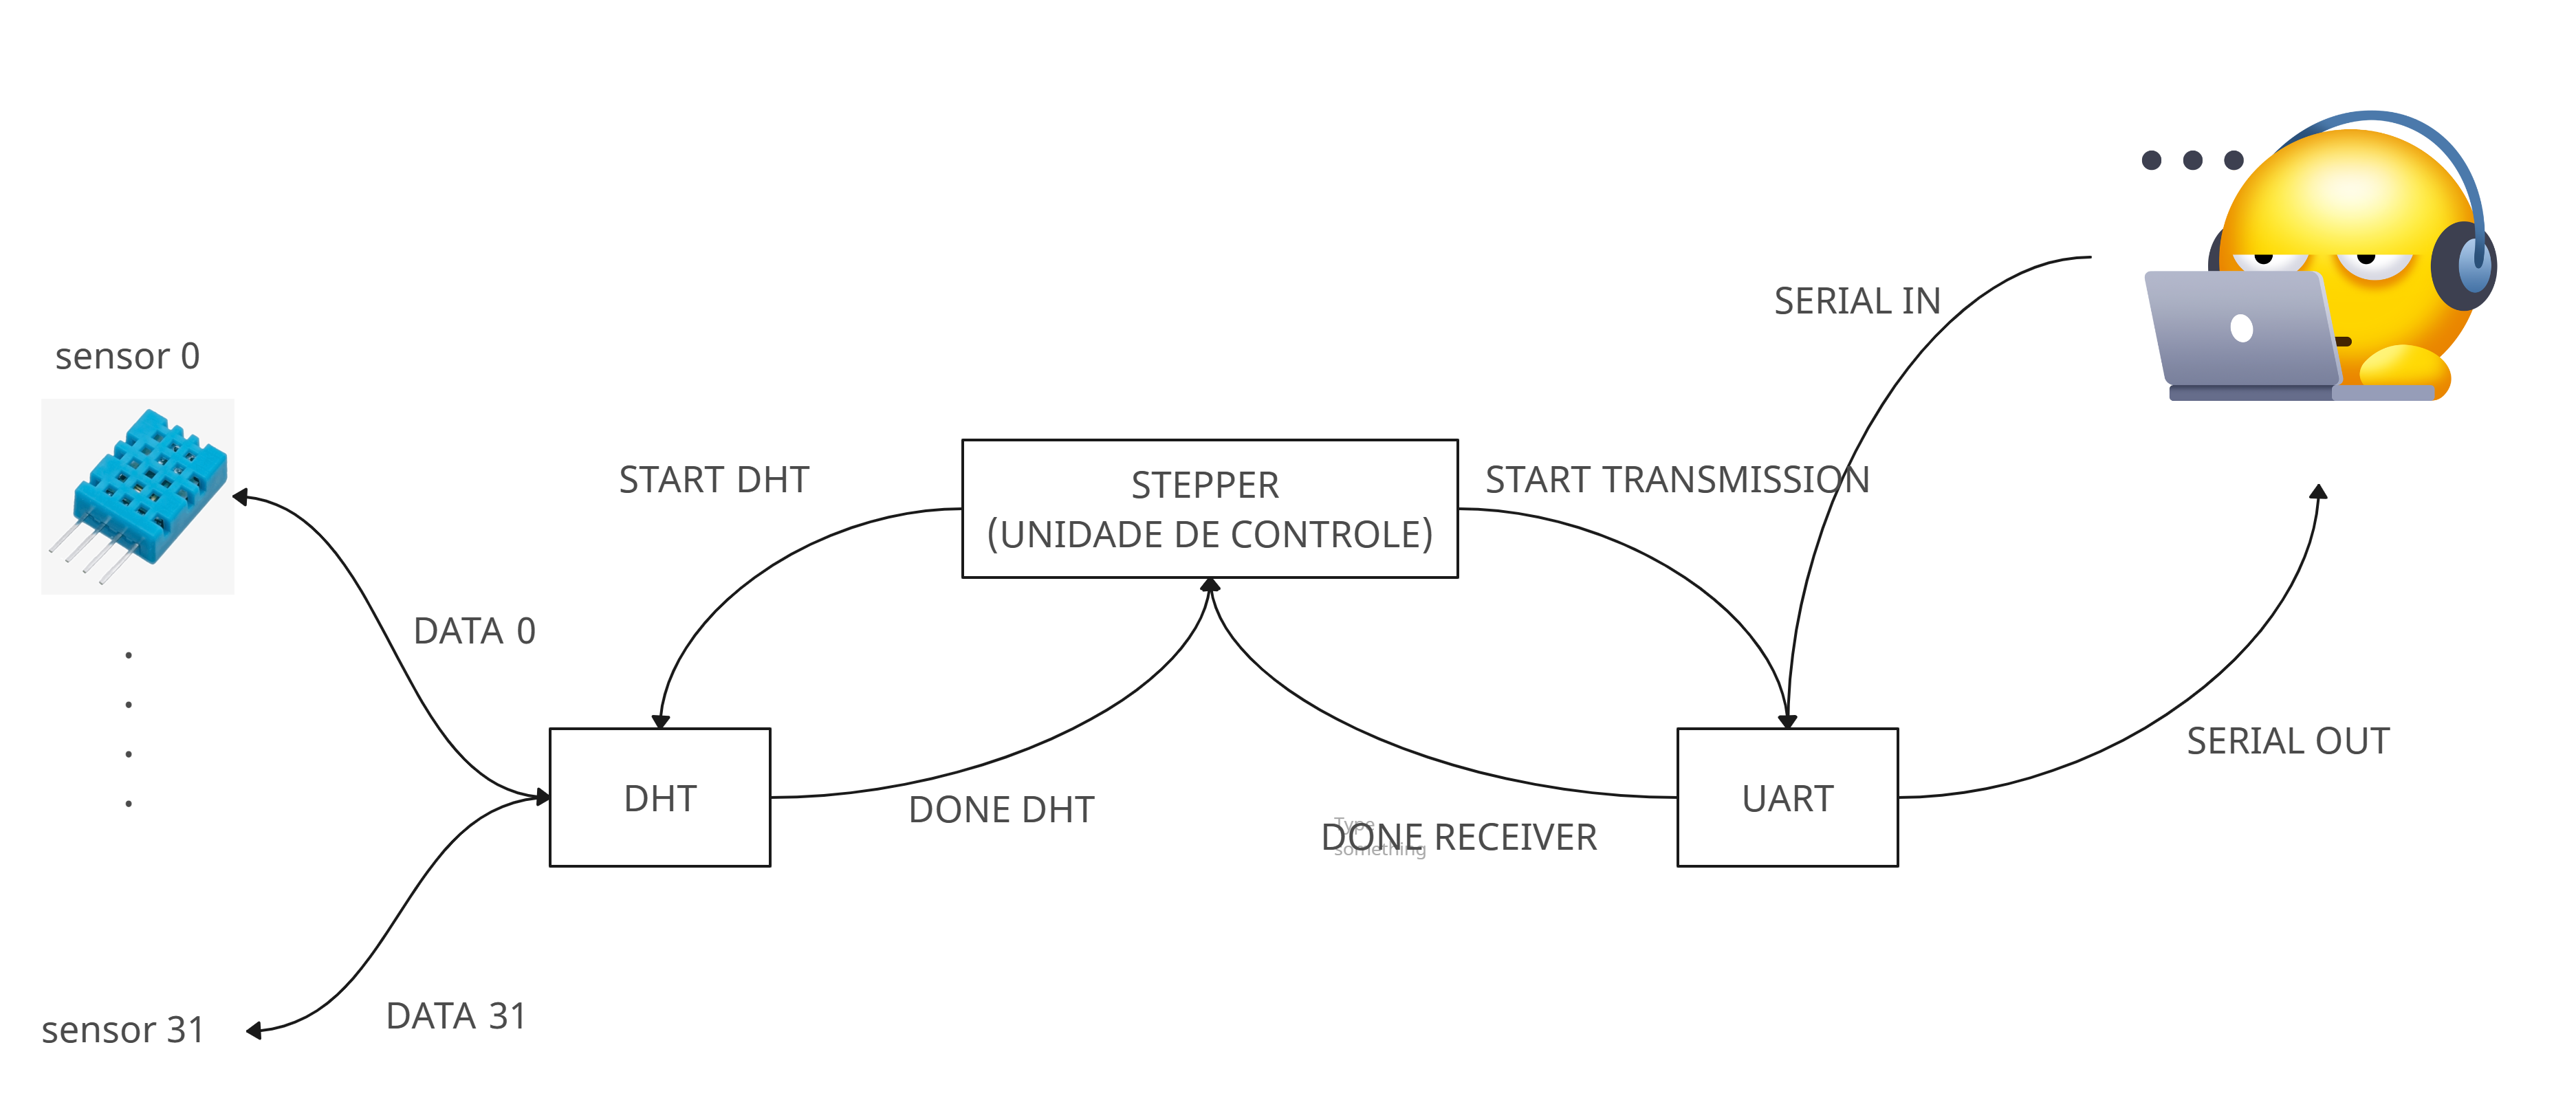 SERIAL IN
sensor 0
START DHT
STEPPER
(UNIDADE DE CONTROLE)
START TRANSMISSION
DATA 0
SERIAL OUT
DHT
DONE DHT
UART
Type
something
DONE RECEIVER
sensor 31
DATA 31